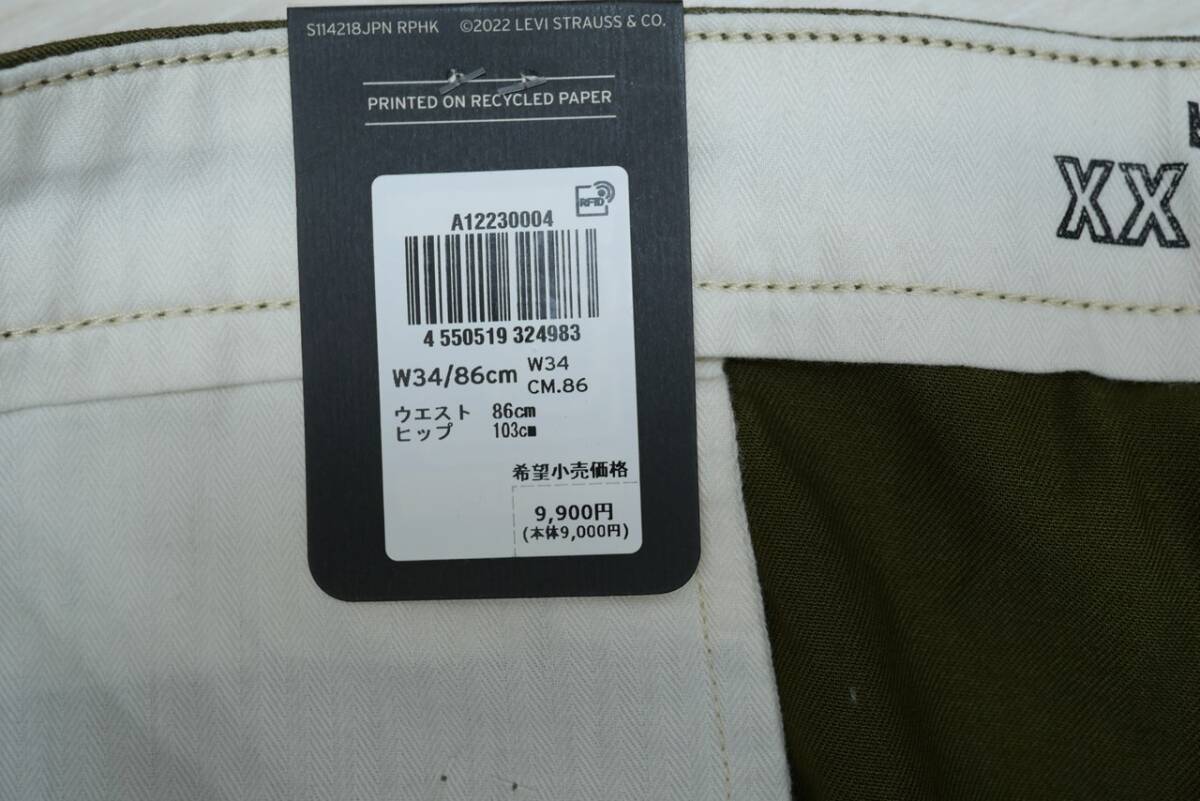 S114218JPN RPHK ©2022 LEVI STRAUSS & CO.
PRINTED ON RECYCLED PAPER
RFID
A12230004
4 550519 324983
W34/86cm W34
CM.86
ウエスト 86cm
ヒップ 103cm
希望小売価格
9,900円
(本体9,000円)
XX